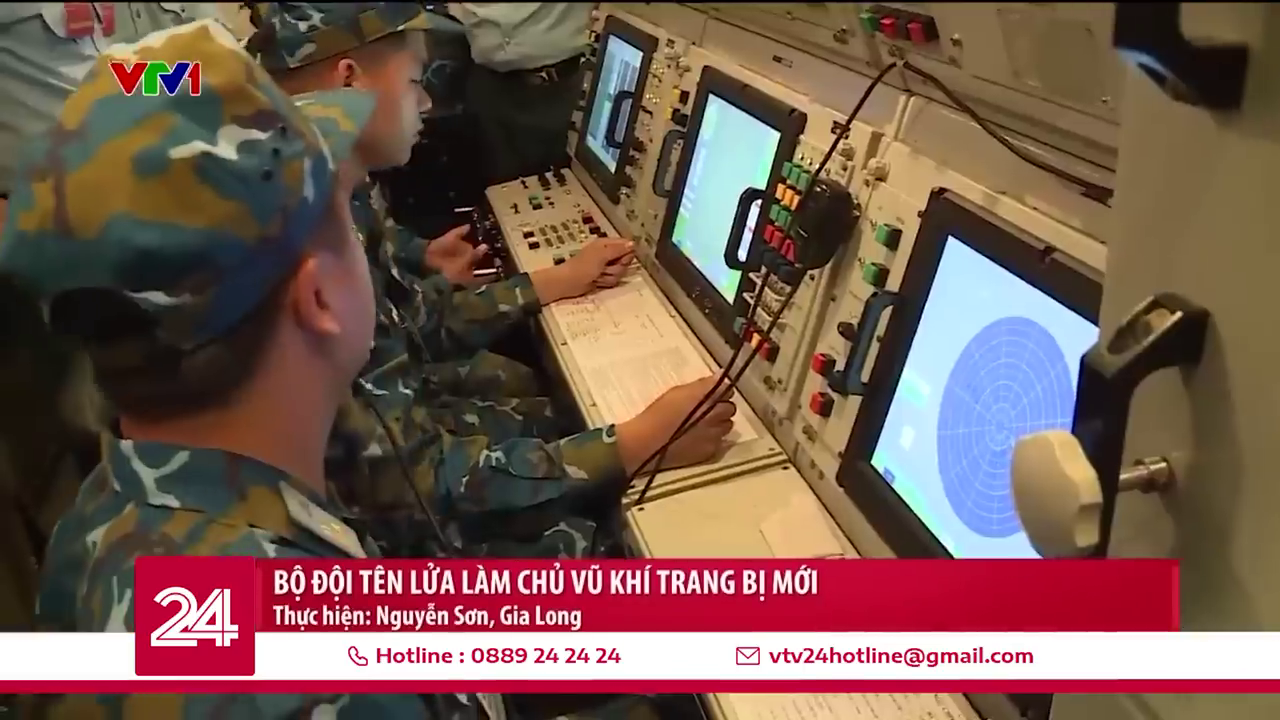 VTV1
24
BỘ ĐỘI TÊN LỬA LÀM CHỦ VŨ KHÍ TRANG BỊ MỚI
Thực hiện: Nguyễn Sơn, Gia Long
Hotline : 0889 24 24 24
vtv24hotline@gmail.com